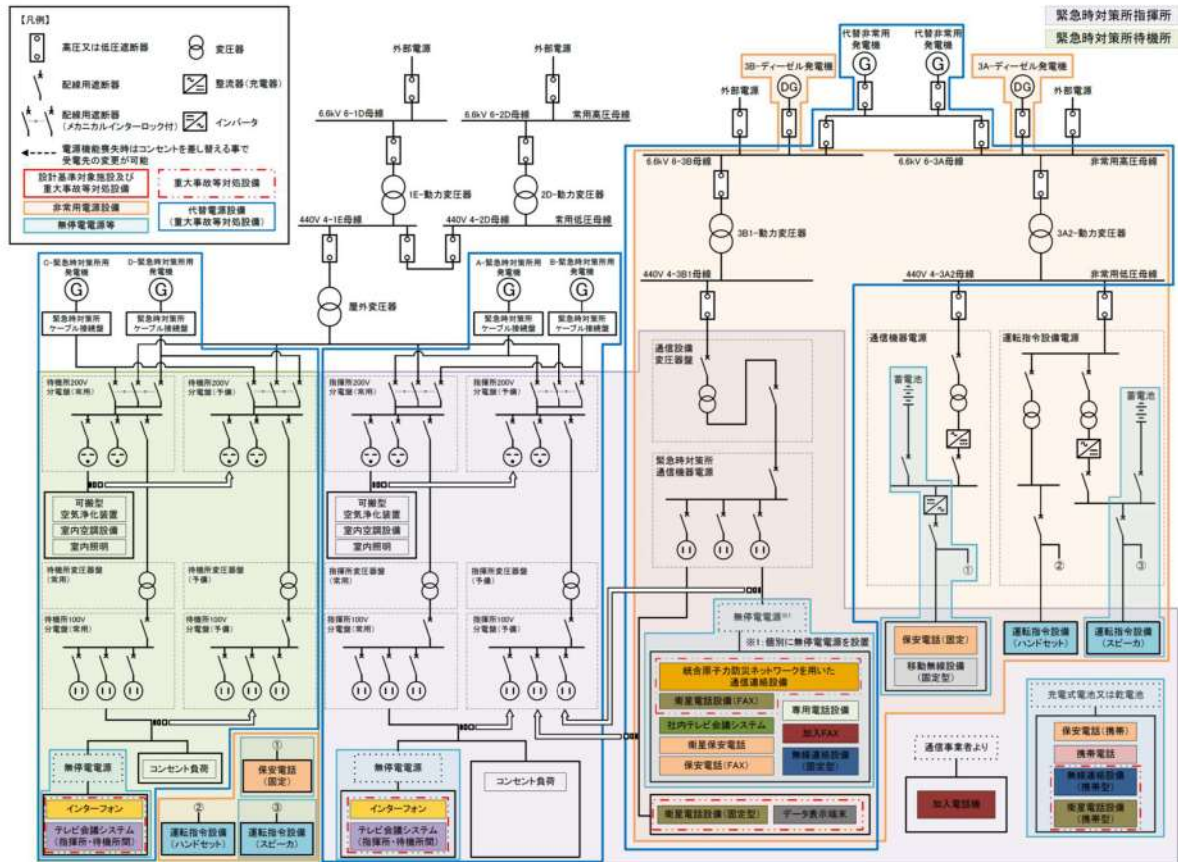 【凡例】
高圧又は低圧遮断器
変圧器
配線用遮断器
整流器(充電器)
配線用遮断器
(メカニカルインターロック付)
インバータ
電源機能喪失時はコンセントを差し替える事で
受電先の変更が可能
設計基準対象施設及び
重大事故等対処設備
重大事故等対処設備
非常用電源設備
無停電電源等
代替電源設備
(重大事故等対処設備)
緊急時対策所指揮所
緊急時対策所待機所
外部電源
外部電源
6.6kV 6-1D母線
6.6kV 6-2D母線
常用高圧母線
1E-動力変圧器
2D-動力変圧器
440V 4-1E母線
440V 4-2D母線
常用低圧母線
屋外変圧器
代替非常用
発電機
代替非常用
発電機
G
G
3B-ディーゼル発電機
3A-ディーゼル発電機
DG
DG
外部電源
外部電源
6.6kV 6-3B母線
6.6kV 6-3A母線
非常用高圧母線
3B1-動力変圧器
3A2-動力変圧器
440V 4-3B1母線
440V 4-3A2母線
非常用低圧母線
C-緊急時対策所用
発電機
D-緊急時対策所用
発電機
A-緊急時対策所用
発電機
B-緊急時対策所用
発電機
G
G
G
G
緊急時対策所
ケーブル接続盤
緊急時対策所
ケーブル接続盤
緊急時対策所
ケーブル接続盤
緊急時対策所
ケーブル接続盤
待機所200V
分電盤(常用)
待機所200V
分電盤(予備)
指揮所200V
分電盤(常用)
指揮所200V
分電盤(予備)
可搬型
空気浄化装置
室内空調設備
室内照明
可搬型
空気浄化装置
室内空調設備
室内照明
待機所変圧器盤
(常用)
待機所変圧器盤
(予備)
指揮所変圧器盤
(常用)
指揮所変圧器盤
(予備)
待機所100V
分電盤(常用)
待機所100V
分電盤(予備)
指揮所100V
分電盤(常用)
指揮所100V
分電盤(予備)
無停電電源
コンセント負荷
インターフォン
テレビ会議システム
(指揮所・待機所間)
①
保安電話
(固定)
②
運転指令設備
(ハンドセット)
③
運転指令設備
(スピーカ)
無停電電源
コンセント負荷
インターフォン
テレビ会議システム
(指揮所・待機所間)
通信設備
変圧器盤
緊急時対策所
通信機器電源
通信機器電源
運転指令設備電源
蓄電池
蓄電池
①
②
③
無停電電源※1
※1:個別に無停電電源を設置
統合原子力防災ネットワークを用いた
通信連絡設備
衛星電話設備(FAX)
専用電話設備
社内テレビ会議システム
加入FAX
衛星保安電話
無線連絡設備
(固定型)
保安電話(FAX)
衛星電話設備(固定型)
データ表示端末
保安電話(固定)
移動無線設備
(固定型)
運転指令設備
(ハンドセット)
運転指令設備
(スピーカ)
通信事業者より
加入電話機
充電式電池又は乾電池
保安電話(携帯)
携帯電話
無線連絡設備
(携帯型)
衛星電話設備
(携帯型)